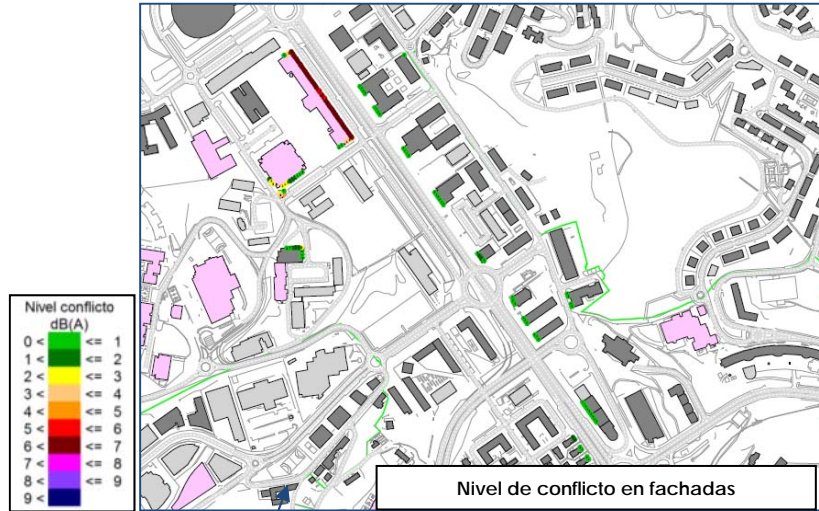 Nivel conflicto
dB(A)
0 < <= 1
1 < <= 2
2 < <= 3
3 < <= 4
4 < <= 5
5 < <= 6
6 < <= 7
7 < <= 8
8 < <= 9
9 <
Nivel de conflicto en fachadas